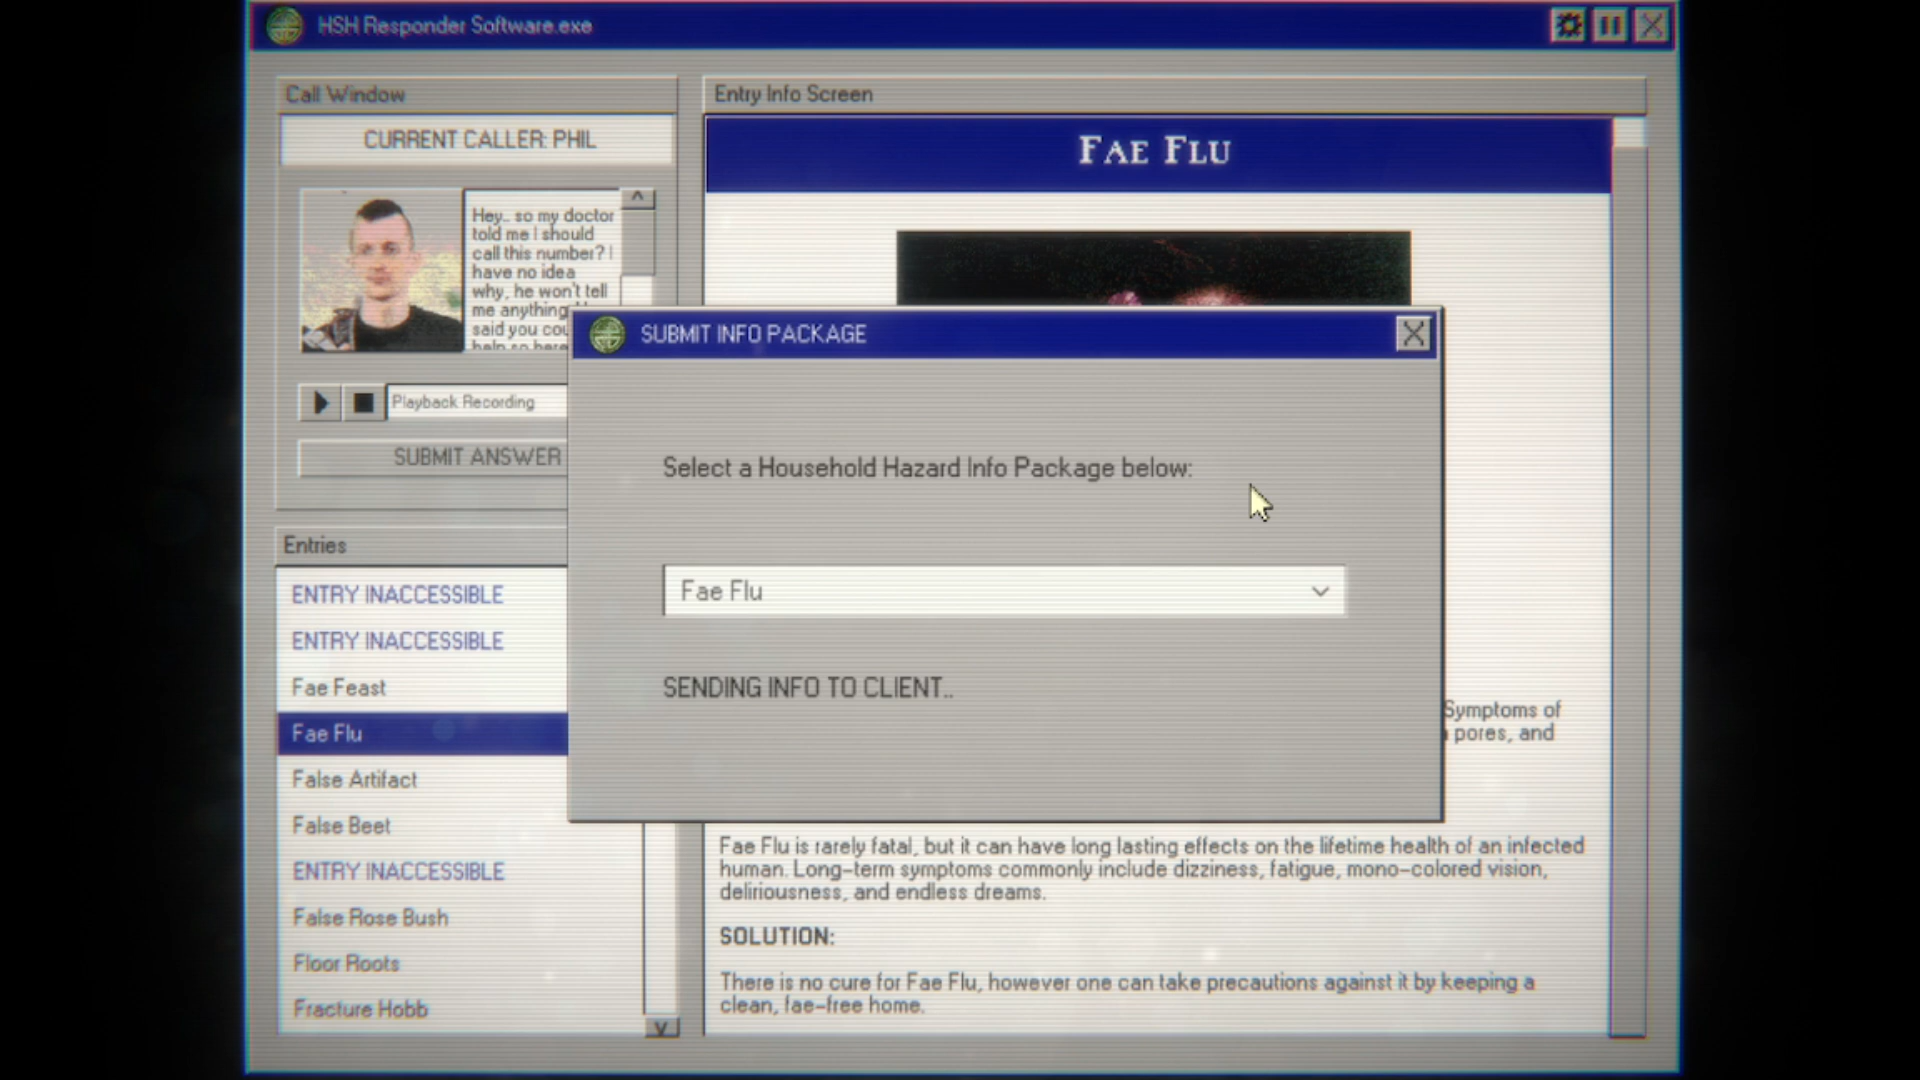 HSH Responder Software.exe
Call Window
CURRENT CALLER: PHIL
Hey.. so my doctor
told me I should
call this number? I
have no idea
why, he won't tell
me anything.
said you
Playback Recording
SUBMIT ANSWER
Entries
ENTRY INACCESSIBLE
ENTRY INACCESSIBLE
Fae Feast
Fae Flu
False Artifact
False Beet
ENTRY INACCESSIBLE
False Rose Bush
Floor Roots
Fracture Hobb
Entry Info Screen
FAE FLU
SUBMIT INFO PACKAGE
Select a Household Hazard Info Package below:
Fae Flu
SENDING INFO TO CLIENT..
Symptoms of
pores, and
Fae Flu is rarely fatal, but it can have long lasting effects on the lifetime health of an infected
human. Long-term symptoms commonly include dizziness, fatigue, mono-colored vision,
deliriousness, and endless dreams.
SOLUTION:
There is no cure for Fae Flu, however one can take precautions against it by keeping a
clean, fae-free home.